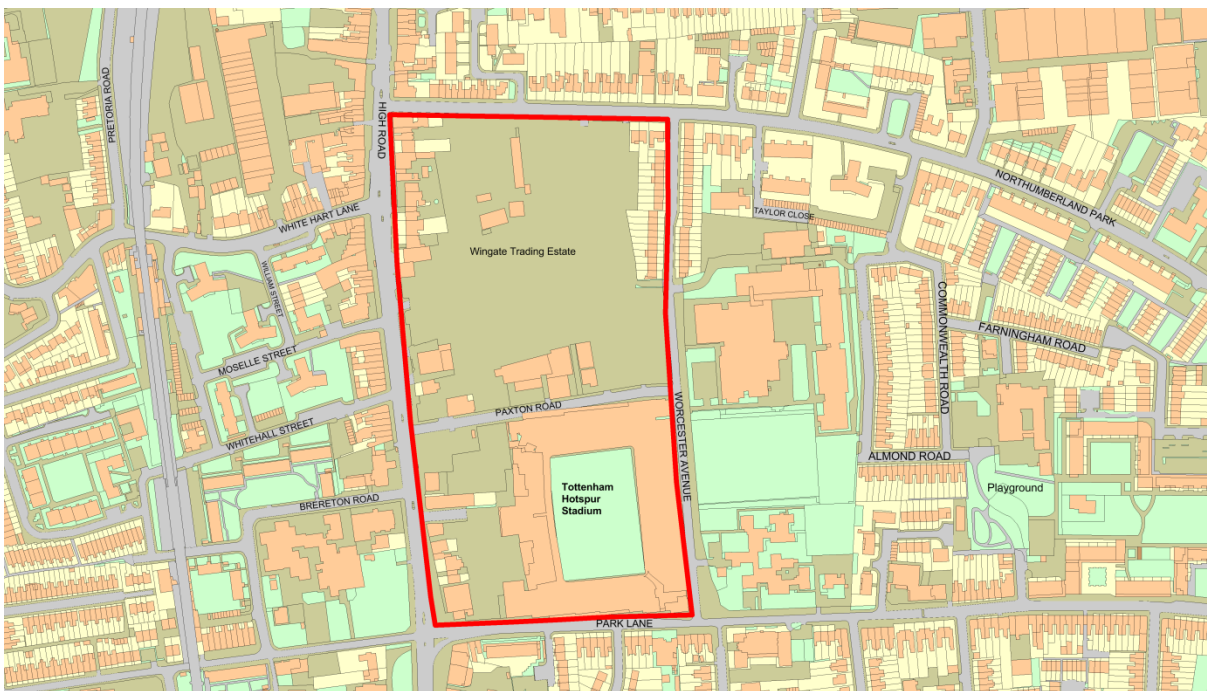 PRETORIA ROAD
HIGH ROAD
WHITE HART LANE
WILLIAM STREET
MOSELLE STREET
WHITEHALL STREET
BRERETON ROAD
Wingate Trading Estate
PAXTON ROAD
Tottenham
Hotspur
Stadium
WORCESTER AVENUE
PARK LANE
TAYLOR CLOSE
NORTHUMBERLAND PARK
COMMONWEALTH ROAD
FARNINGHAM ROAD
ALMOND ROAD
Playground